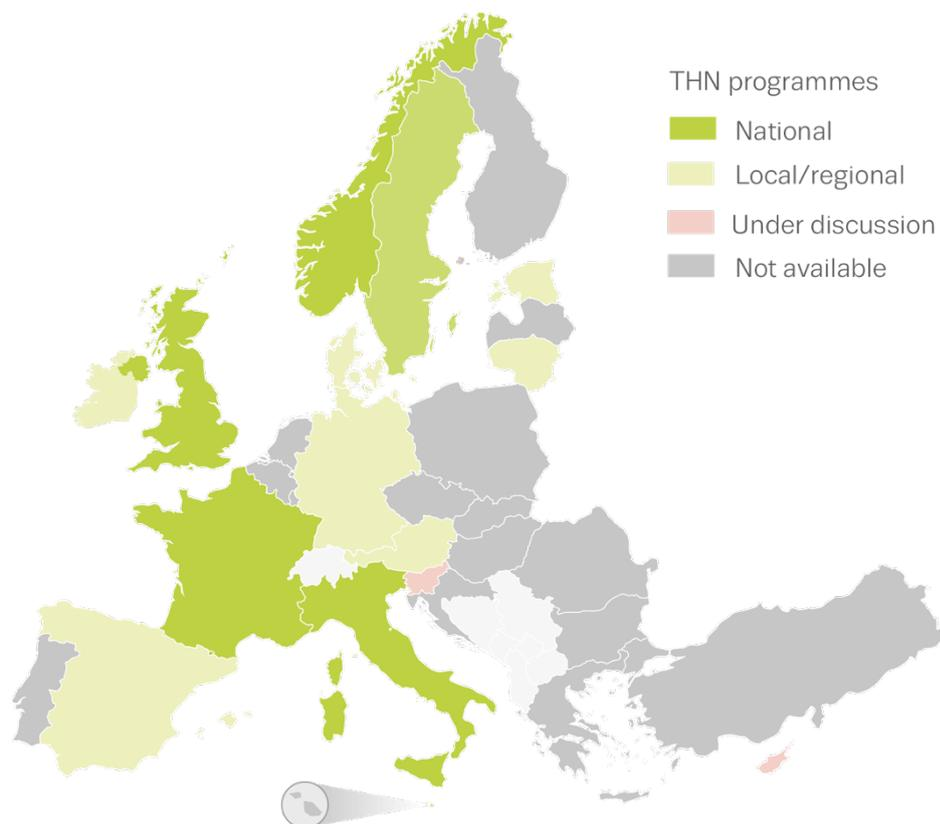 THN programmes
National
Local/regional
Under discussion
Not available